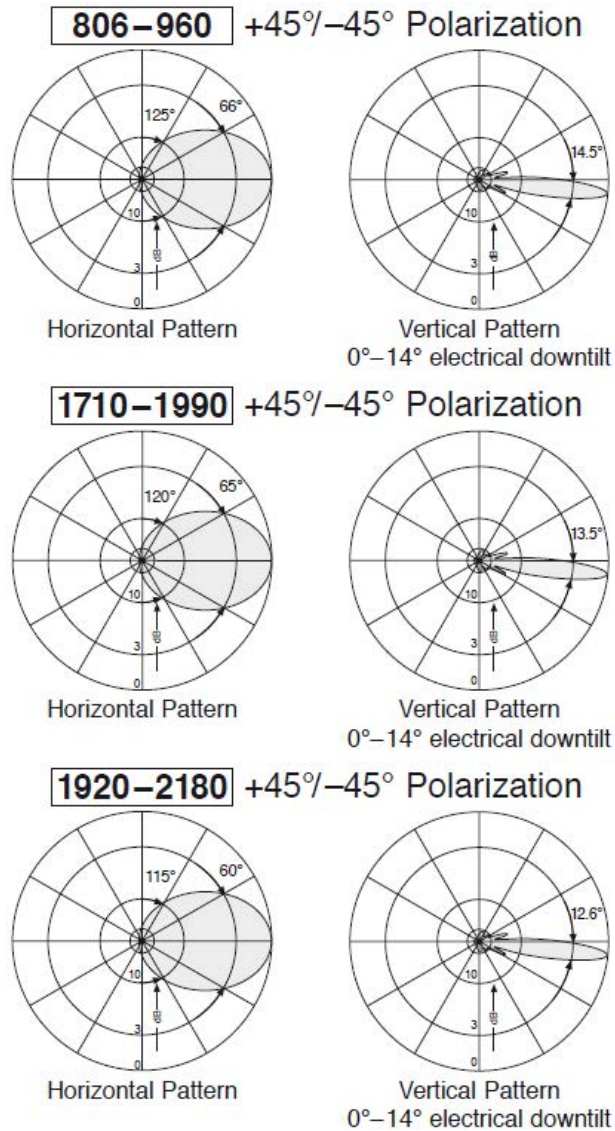 806–960 +45°/–45° Polarization
125° 66°
10
3
0
dB
Horizontal Pattern
14.5°
10
3
0
dB
Vertical Pattern
0°–14° electrical downtilt
1710–1990 +45°/–45° Polarization
120° 65°
10
3
0
dB
Horizontal Pattern
13.5°
10
3
0
dB
Vertical Pattern
0°–14° electrical downtilt
1920–2180 +45°/–45° Polarization
115° 60°
10
3
0
dB
Horizontal Pattern
12.6°
10
3
0
dB
Vertical Pattern
0°–14° electrical downtilt